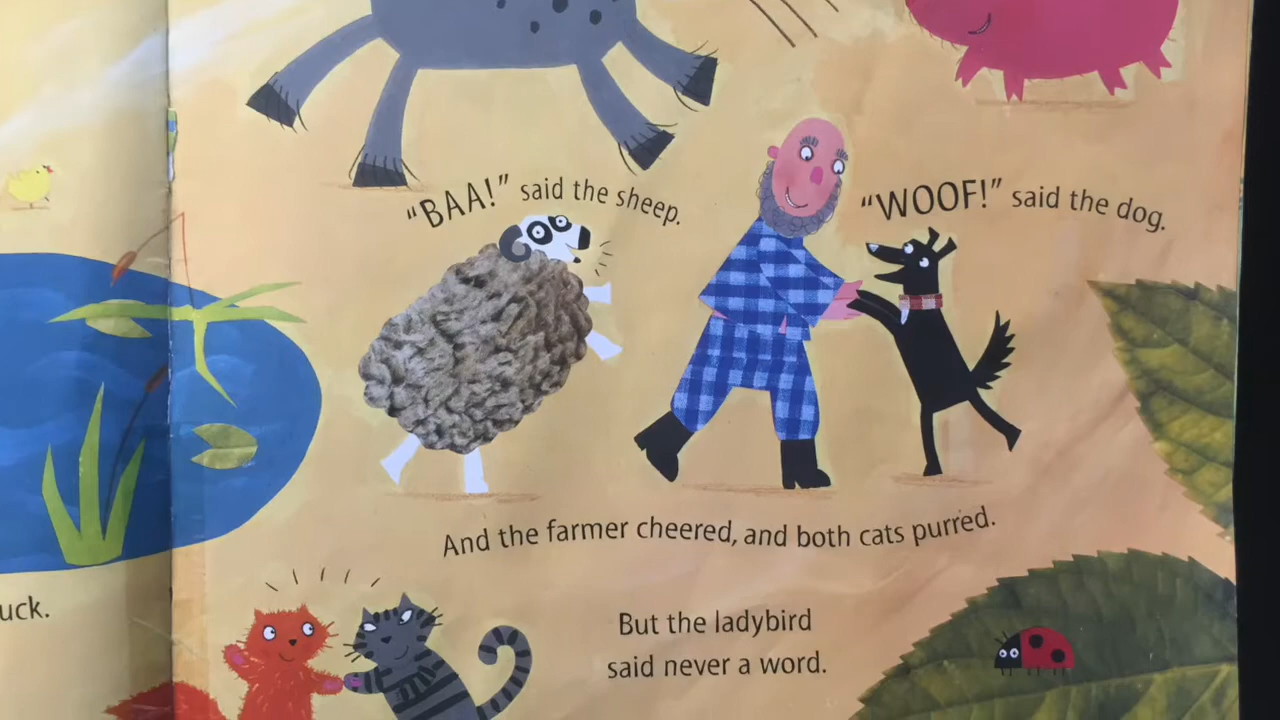 “BAA!” said the sheep.
“WOOF!” said the dog.
And the farmer cheered, and both cats purred.
But the ladybird
said never a word.